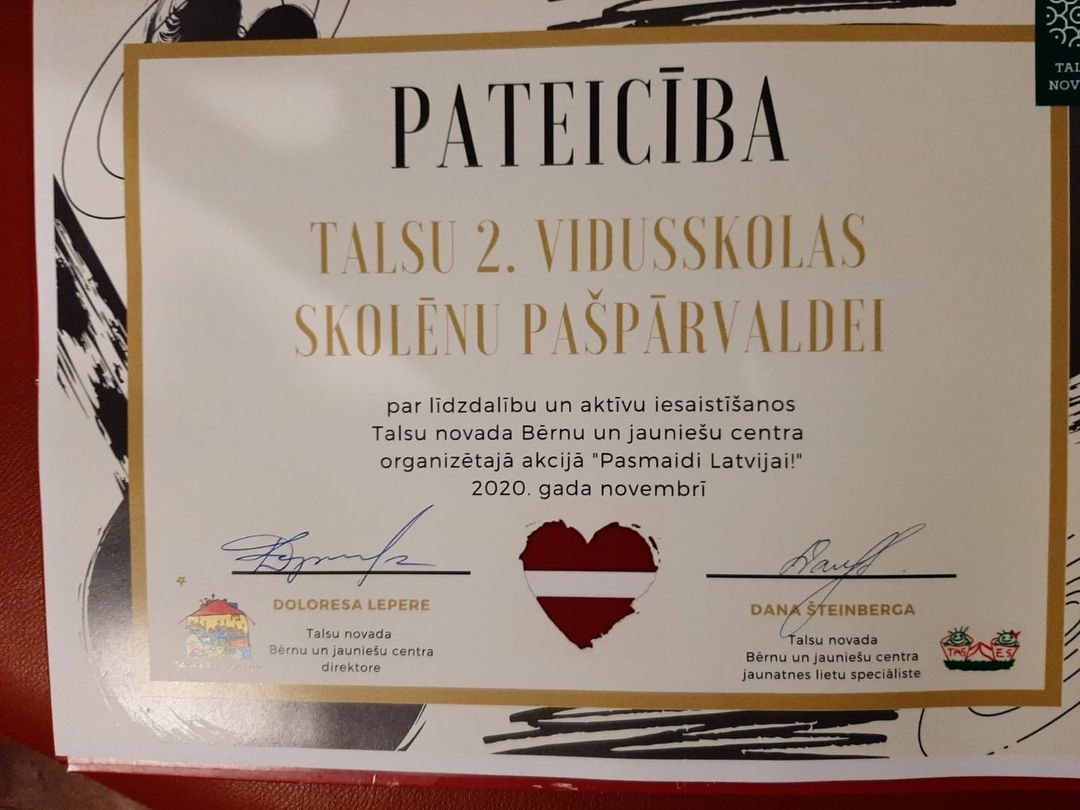 PATEICĪBA
TALSU 2. VIDUSSKOLAS
SKOLĒNU PAŠPĀRVALDEI
par līdzdalību un aktīvu iesaistīšanos
Talsu novada Bērnu un jauniešu centra
organizētajā akcijā "Pasmaidi Latvijai!"
2020. gada novembrī
DOLORESA LEPERE
Talsu novada
Bērnu un jauniešu centra
direktore
DANA ŠTEINBERGA
Talsu novada
Bērnu un jauniešu centra
jaunatnes lietu speciāliste
TAS ES